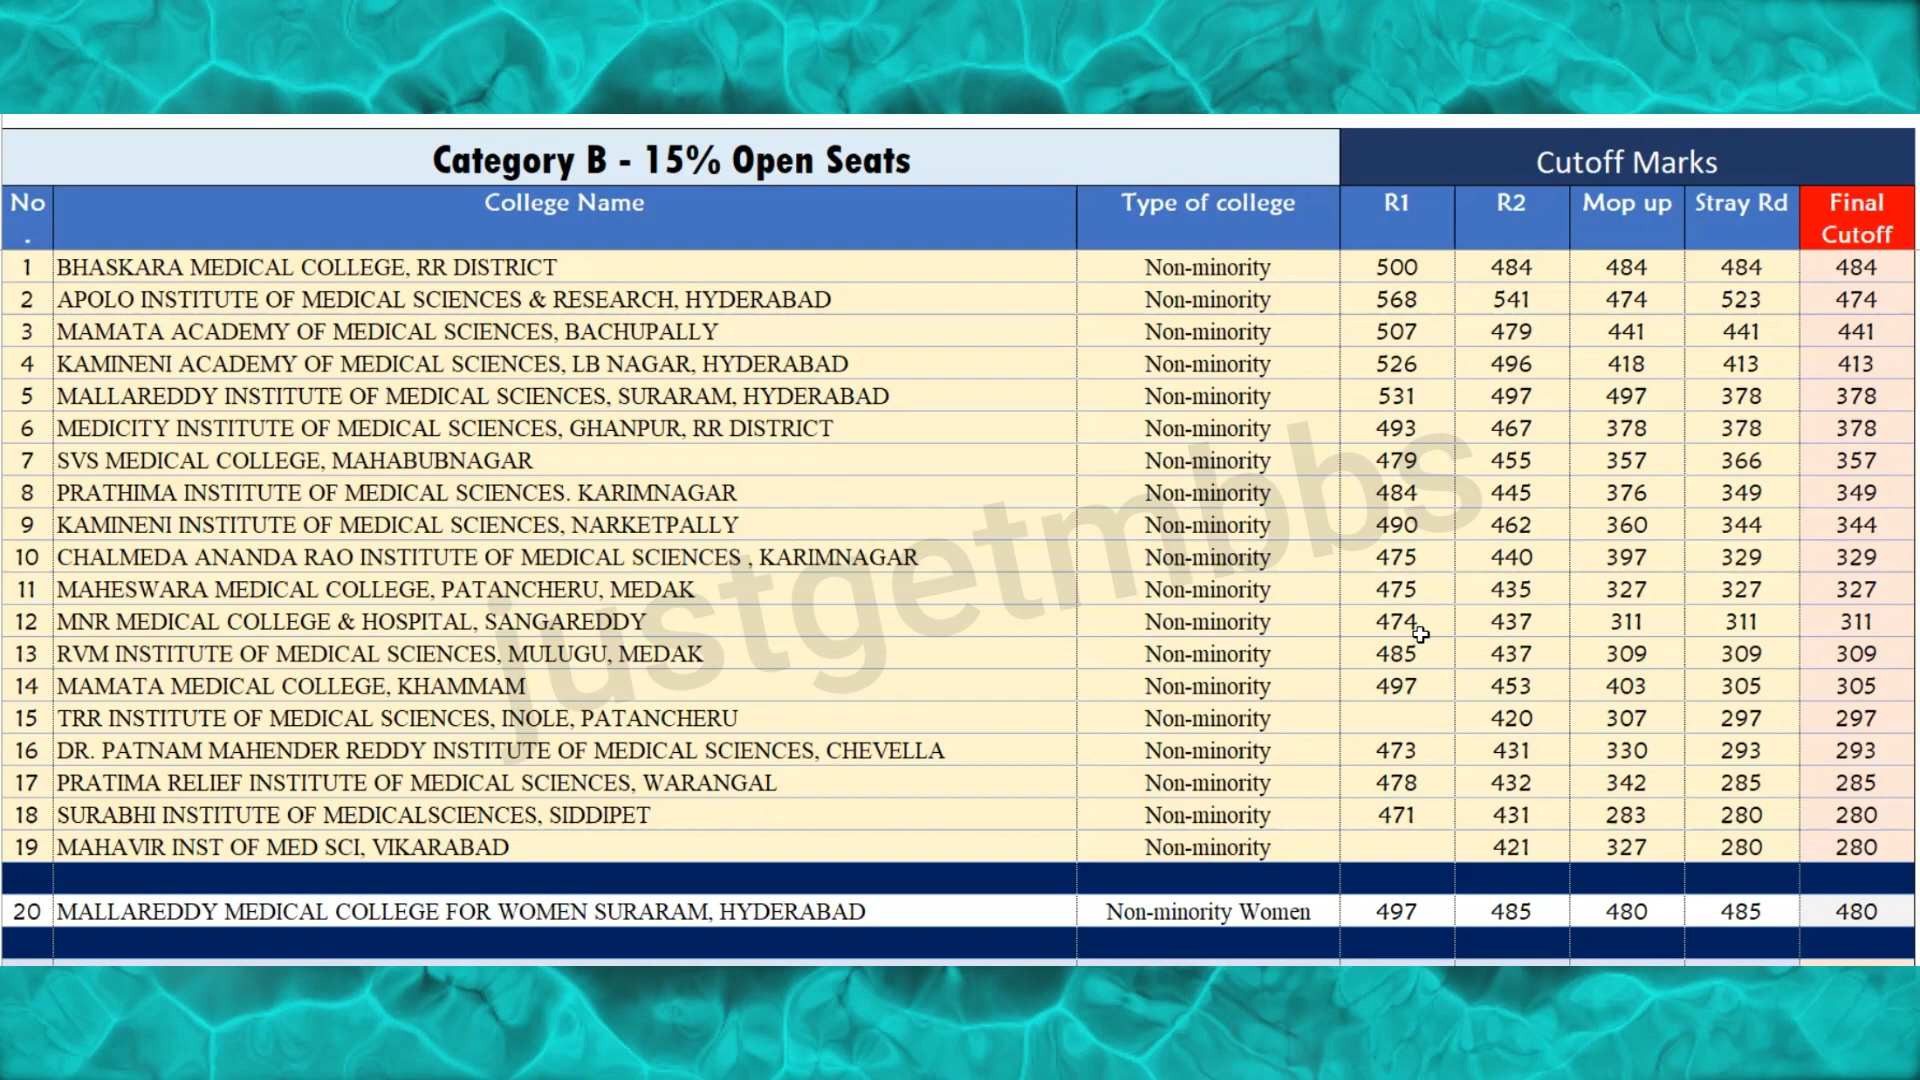 Category B - 15% Open Seats Cutoff Marks
No. College Name Type of college R1 R2 Mop up Stray Rd Final Cutoff
1 BHASKARA MEDICAL COLLEGE, RR DISTRICT Non-minority 500 484 484 484 484
2 APOLO INSTITUTE OF MEDICAL SCIENCES & RESEARCH, HYDERABAD Non-minority 568 541 474 523 474
3 MAMATA ACADEMY OF MEDICAL SCIENCES, BACHUPALLY Non-minority 507 479 441 441 441
4 KAMINENI ACADEMY OF MEDICAL SCIENCES, LB NAGAR, HYDERABAD Non-minority 526 496 418 413 413
5 MALLAREDDY INSTITUTE OF MEDICAL SCIENCES, SURARAM, HYDERABAD Non-minority 531 497 497 378 378
6 MEDICITY INSTITUTE OF MEDICAL SCIENCES, GHANPUR, RR DISTRICT Non-minority 493 467 378 378 378
7 SVS MEDICAL COLLEGE, MAHABUBNAGAR Non-minority 479 455 357 366 357
8 PRATHIMA INSTITUTE OF MEDICAL SCIENCES. KARIMNAGAR Non-minority 484 445 376 349 349
9 KAMINENI INSTITUTE OF MEDICAL SCIENCES, NARKETPALLY Non-minority 490 462 360 344 344
10 CHALMEDA ANANDA RAO INSTITUTE OF MEDICAL SCIENCES , KARIMNAGAR Non-minority 475 440 397 329 329
11 MAHESWARA MEDICAL COLLEGE, PATANCHERU, MEDAK Non-minority 475 435 327 327 327
12 MNR MEDICAL COLLEGE & HOSPITAL, SANGAREDDY Non-minority 474 437 311 311 311
13 RVM INSTITUTE OF MEDICAL SCIENCES, MULUGU, MEDAK Non-minority 485 437 309 309 309
14 MAMATA MEDICAL COLLEGE, KHAMMAM Non-minority 497 453 403 305 305
15 TRR INSTITUTE OF MEDICAL SCIENCES, INOLE, PATANCHERU Non-minority 420 307 297 297
16 DR. PATNAM MAHENDER REDDY INSTITUTE OF MEDICAL SCIENCES, CHEVELLA Non-minority 473 431 330 293 293
17 PRATIMA RELIEF INSTITUTE OF MEDICAL SCIENCES, WARANGAL Non-minority 478 432 342 285 285
18 SURABHI INSTITUTE OF MEDICALSCIENCES, SIDDIPET Non-minority 471 431 283 280 280
19 MAHAVIR INST OF MED SCI, VIKARABAD Non-minority 421 327 280 280
20 MALLAREDDY MEDICAL COLLEGE FOR WOMEN SURARAM, HYDERABAD Non-minority Women 497 485 480 485 480
justgetmbbs